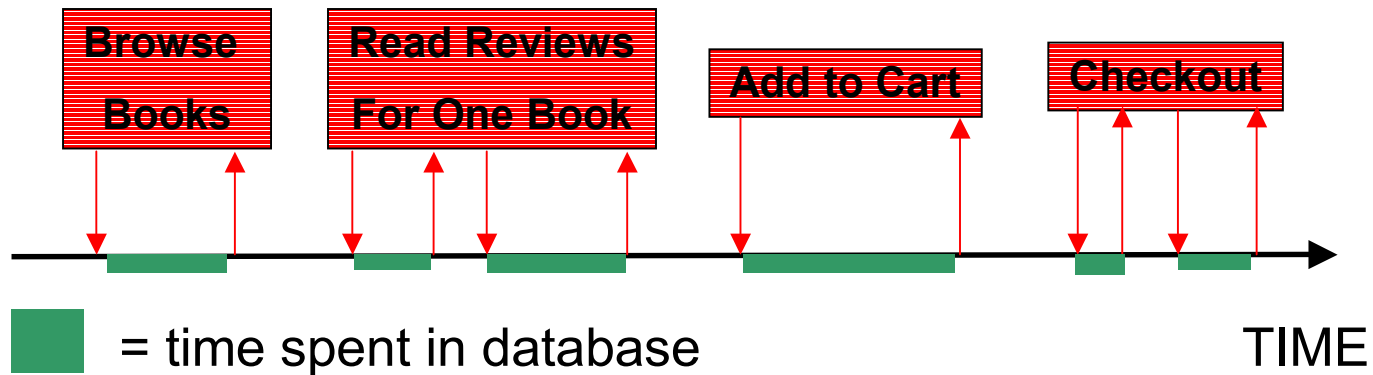 Browse
Books
Read Reviews
For One Book
Add to Cart
Checkout
= time spent in database
TIME